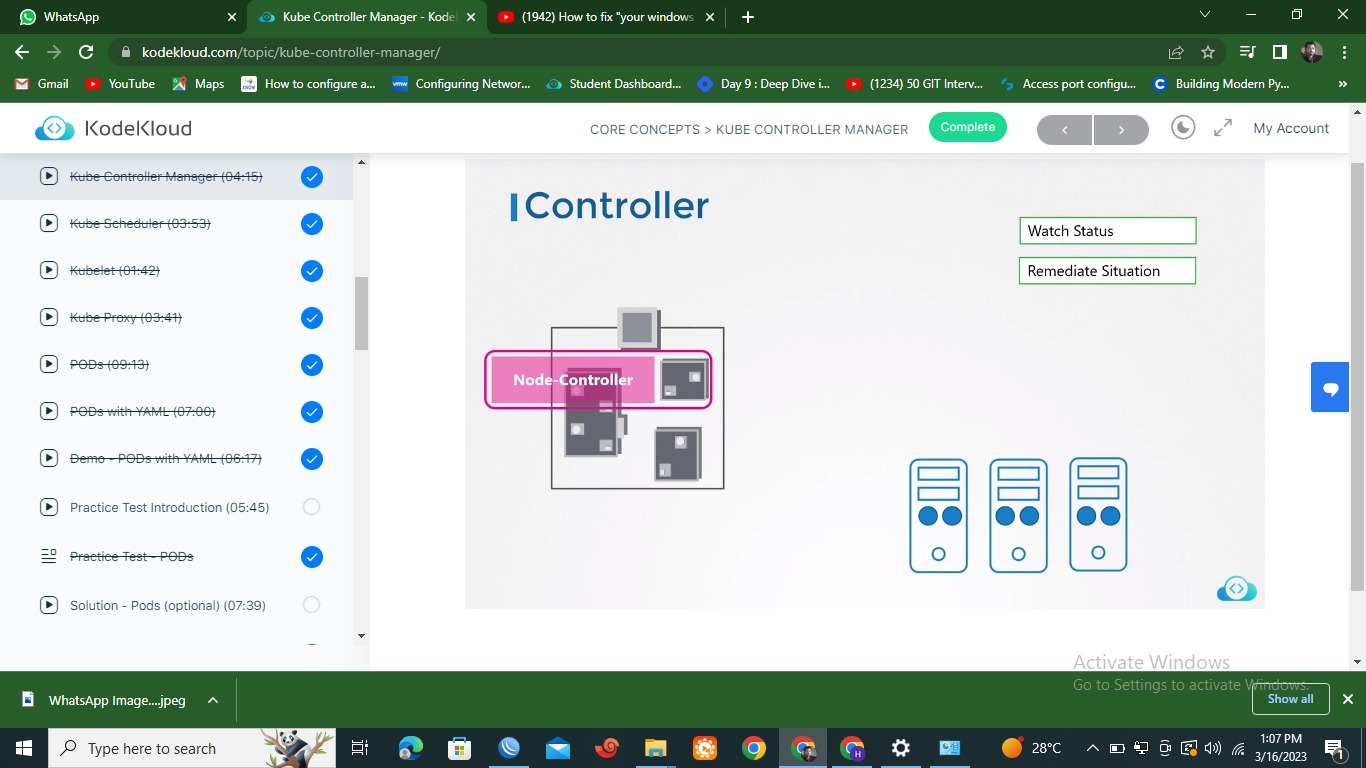 WhatsApp
Kube Controller Manager - Kodel
(1942) How to fix "your windows
kodekloud.com/topic/kube-controller-manager/
Gmail
YouTube
Maps
How to configure a...
Configuring Networ...
Student Dashboard...
Day 9 : Deep Dive i...
(1234) 50 GIT Interv...
Access port configu...
Building Modern Py...
»
KodeKloud
CORE CONCEPTS > KUBE CONTROLLER MANAGER
Complete
My Account
Kube Controller Manager (04:15)
Kube Scheduler (03:53)
Kubelet (01:42)
Kube Proxy (03:41)
PODs (09:13)
PODs with YAML (07:00)
Demo - PODs with YAML (06:17)
Practice Test Introduction (05:45)
Practice Test - PODs
Solution - Pods (optional) (07:39)
Controller
Watch Status
Remediate Situation
Node-Controller
Activate Windows
Go to Settings to activate Windows.
WhatsApp Image....jpeg
Show all
Type here to search
28°C
1:07 PM
3/16/2023
1